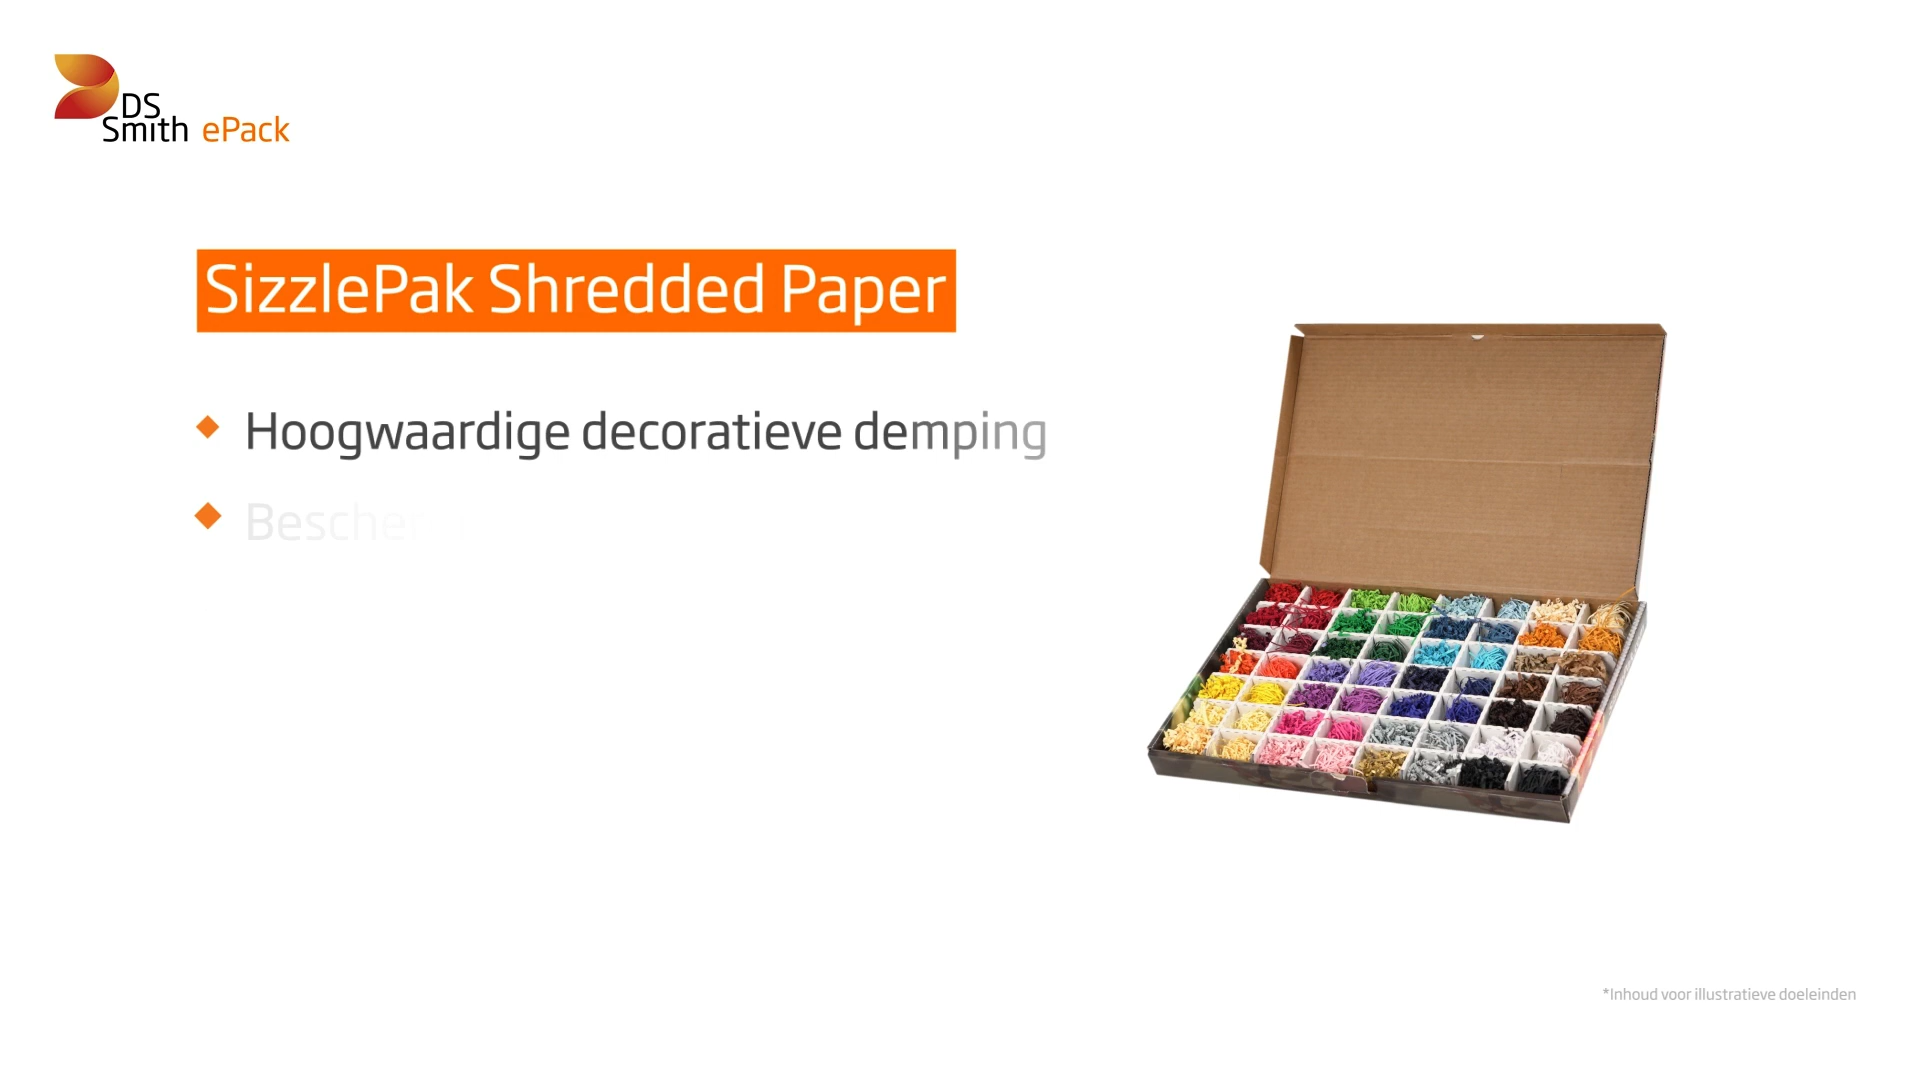 DS
Smith ePack
SizzlePak Shredded Paper
Hoogwaardige decoratieve demping
*Inhoud voor illustratieve doeleinden